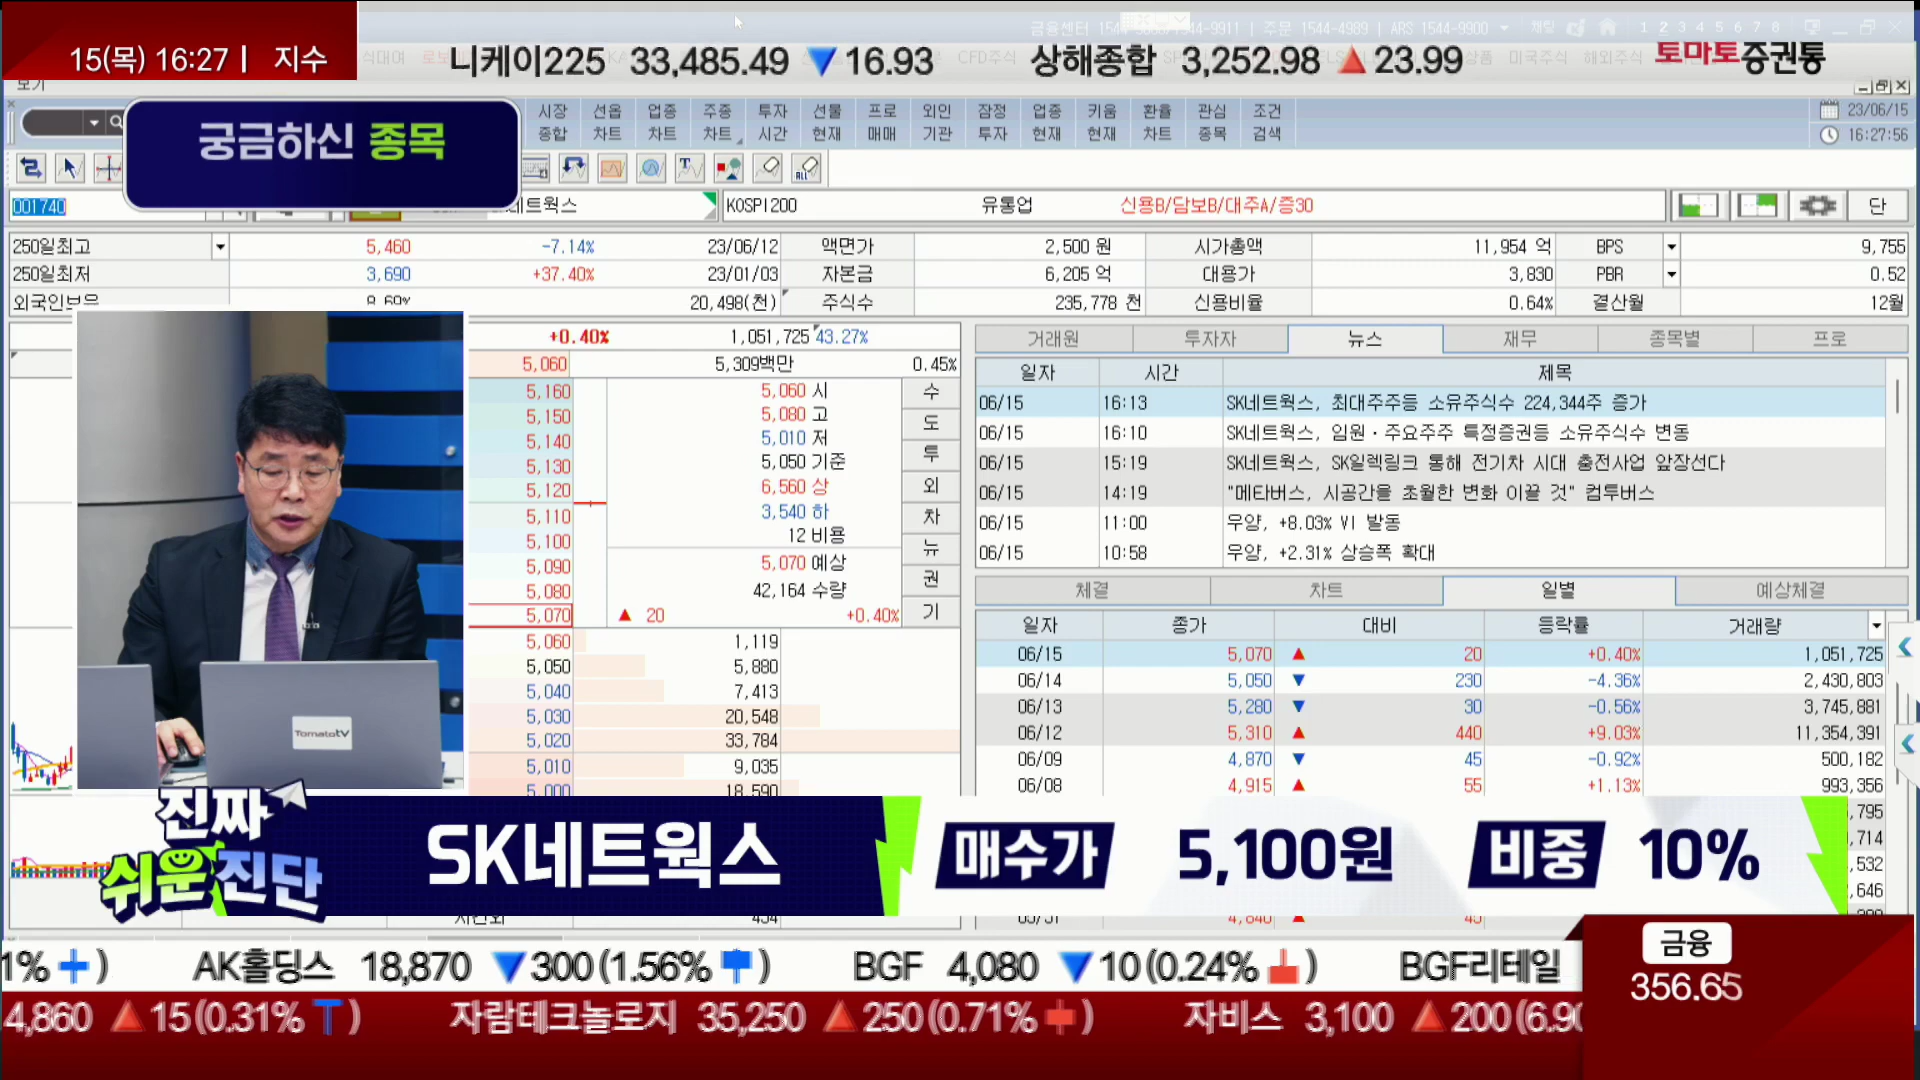 15(목) 16:27 | 지수
니케이225 33,485.49 ▼16.93 상해종합 3,252.98 ▲23.99
토마토증권통
궁금하신 종목
시장 선옵 업종 주종 투자 선물 프로 외인 잠정 업종 키움 환율 관심 조건
종합 차트 차트 차트 시간 현재 매매 기관 투자 현재 현재 차트 종목 검색
23/06/15
16:27:56
001740 네트웍스 KOSPI200 유통업 신용B/담보B/대주A/증30 단
250일최고 5,460 -7.14% 23/06/12 액면가 2,500 원 시가총액 11,954 억 BPS 9,755
250일최저 3,690 +37.40% 23/01/03 자본금 6,205 억 대용가 3,830 PBR 0.52
외국인보유 8.69% 20,498(천) 주식수 235,778 천 신용비율 0.64% 결산월 12월
+0.40% 1,051,725 43.27%
5,060 5,309백만 0.45%
5,160 5,060 시 수
5,150 5,080 고 도
5,140 5,010 저
5,130 5,050 기준 투
5,120 6,560 상 외
5,110 3,540 하 차
5,100 12 비용
5,090 5,070 예상 뉴
5,080 42,164 수량 권
5,070 ▲ 20 +0.40% 기
5,060 1,119
5,050 5,880
5,040 7,413
5,030 20,548
5,020 33,784
5,010 9,035
5,000 18,590
거래원 투자자 뉴스 재무 종목별 프로
일자 시간 제목
06/15 16:13 SK네트웍스, 최대주주등 소유주식수 224,344주 증가
06/15 16:10 SK네트웍스, 임원·주요주주 특정증권등 소유주식수 변동
06/15 15:19 SK네트웍스, SK일렉링크 통해 전기차 시대 충전사업 앞장선다
06/15 14:19 "메타버스, 시공간을 초월한 변화 이끌 것" 컴투버스
06/15 11:00 우양, +8.03% VI 발동
06/15 10:58 우양, +2.31% 상승폭 확대
체결 차트 일별 예상체결
일자 종가 대비 등락률 거래량
06/15 5,070 ▲ 20 +0.40% 1,051,725
06/14 5,050 ▼ 230 -4.36% 2,430,803
06/13 5,280 ▼ 30 -0.56% 3,745,881
06/12 5,310 ▲ 440 +9.03% 11,354,391
06/09 4,870 ▼ 45 -0.92% 500,182
06/08 4,915 ▲ 55 +1.13% 993,356
TomatoTV
진짜 쉬운 진단
SK네트웍스 매수가 5,100원 비중 10%
1% ) AK홀딩스 18,870 ▼300(1.56% ) BGF 4,080 ▼10(0.24% ) BGF리테일
4,860 ▲15(0.31% ) 자람테크놀로지 35,250 ▲250(0.71% ) 자비스 3,100 ▲200(6.90
금융
356.65